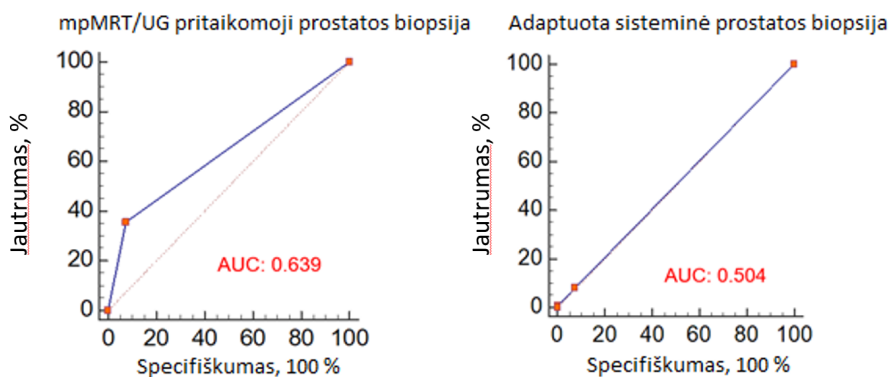 mpMRT/UG pritaikomoji prostatos biopsija
Jautrumas, %
100
80
60
40
20
0
AUC: 0.639
0 20 40 60 80 100
Specifiškumas, 100 %
Adaptuota sisteminė prostatos biopsija
Jautrumas, %
100
80
60
40
20
0
AUC: 0.504
0 20 40 60 80 100
Specifiškumas, 100 %